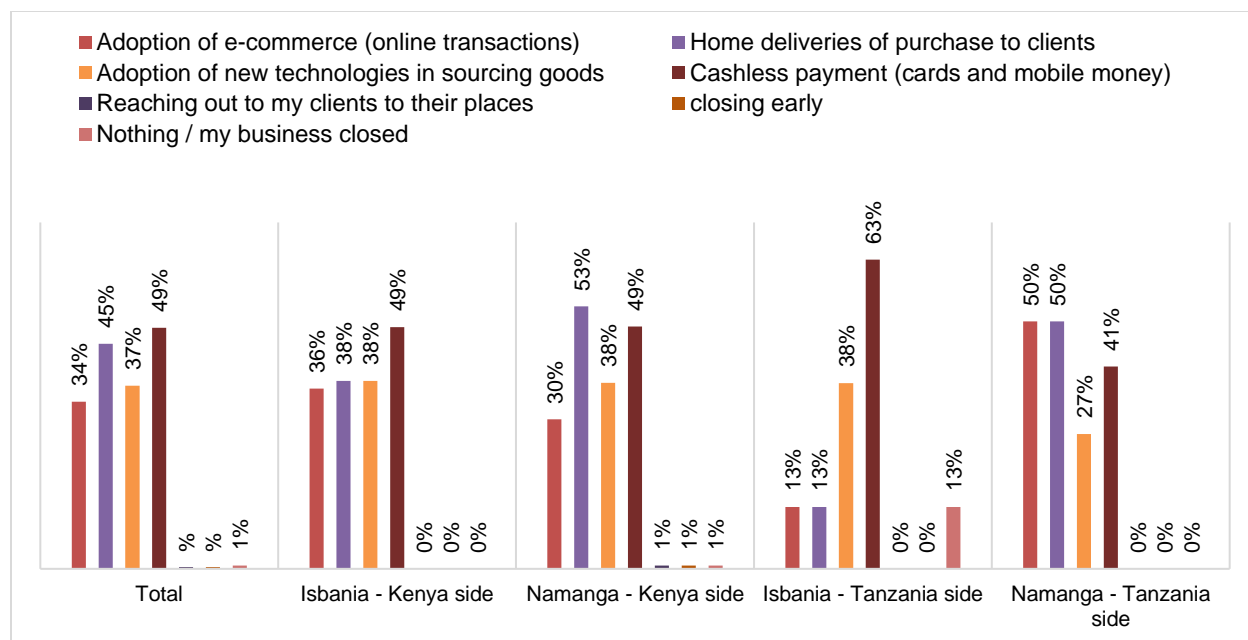 Adoption of e-commerce (online transactions)
Home deliveries of purchase to clients
Adoption of new technologies in sourcing goods
Cashless payment (cards and mobile money)
Reaching out to my clients to their places
closing early
Nothing / my business closed
34%
45%
37%
49%
%
%
1%
36%
38%
38%
49%
0%
0%
0%
30%
53%
38%
49%
1%
1%
1%
13%
13%
38%
63%
0%
0%
13%
50%
50%
27%
41%
0%
0%
0%
Total
Isbania - Kenya side
Namanga - Kenya side
Isbania - Tanzania side
Namanga - Tanzania
side